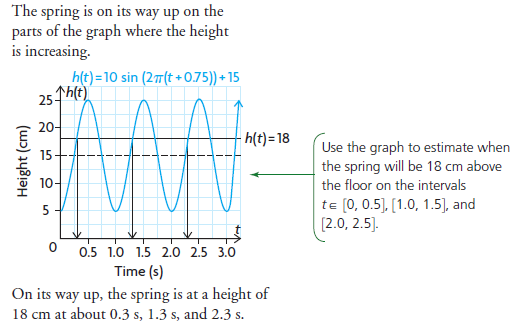 The spring is on its way up on the
parts of the graph where the height
is increasing.
h(t)=10 sin (2π(t+0.75))+15
h(t)
25
20
15
10
5
0
Height (cm)
h(t)=18
t
0.5 1.0 1.5 2.0 2.5 3.0
Time (s)
Use the graph to estimate when
the spring will be 18 cm above
the floor on the intervals
t∈ [0, 0.5], [1.0, 1.5], and
[2.0, 2.5].
On its way up, the spring is at a height of
18 cm at about 0.3 s, 1.3 s, and 2.3 s.